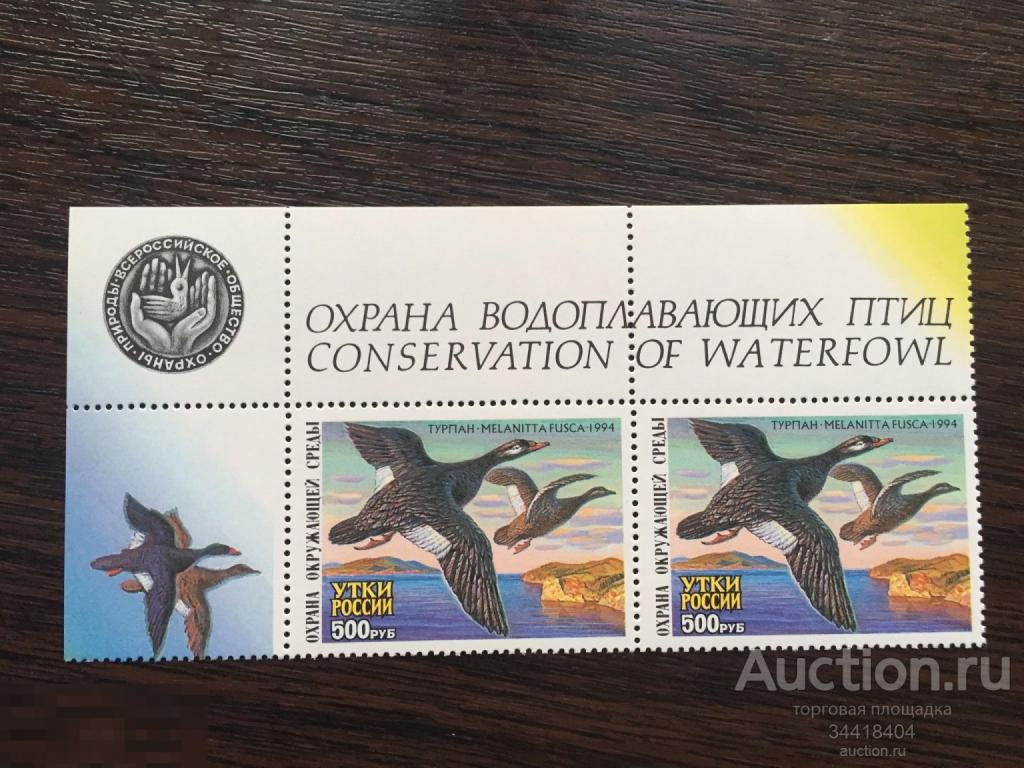 ВСЕРОССИЙСКОЕ · ОБЩЕСТВО · ОХРАНЫ · ПРИРОДЫ ·
ОХРАНА ВОДОПЛАВАЮЩИХ ПТИЦ
CONSERVATION OF WATERFOWL
ТУРПАН · MELANITTA FUSCA · 1994
ОХРАНА ОКРУЖАЮЩЕЙ СРЕДЫ
УТКИ
РОССИИ
500РУБ
ТУРПАН · MELANITTA FUSCA · 1994
ОХРАНА ОКРУЖАЮЩЕЙ СРЕДЫ
УТКИ
РОССИИ
500РУБ
Auction.ru
торговая площадка
34418404
auction.ru